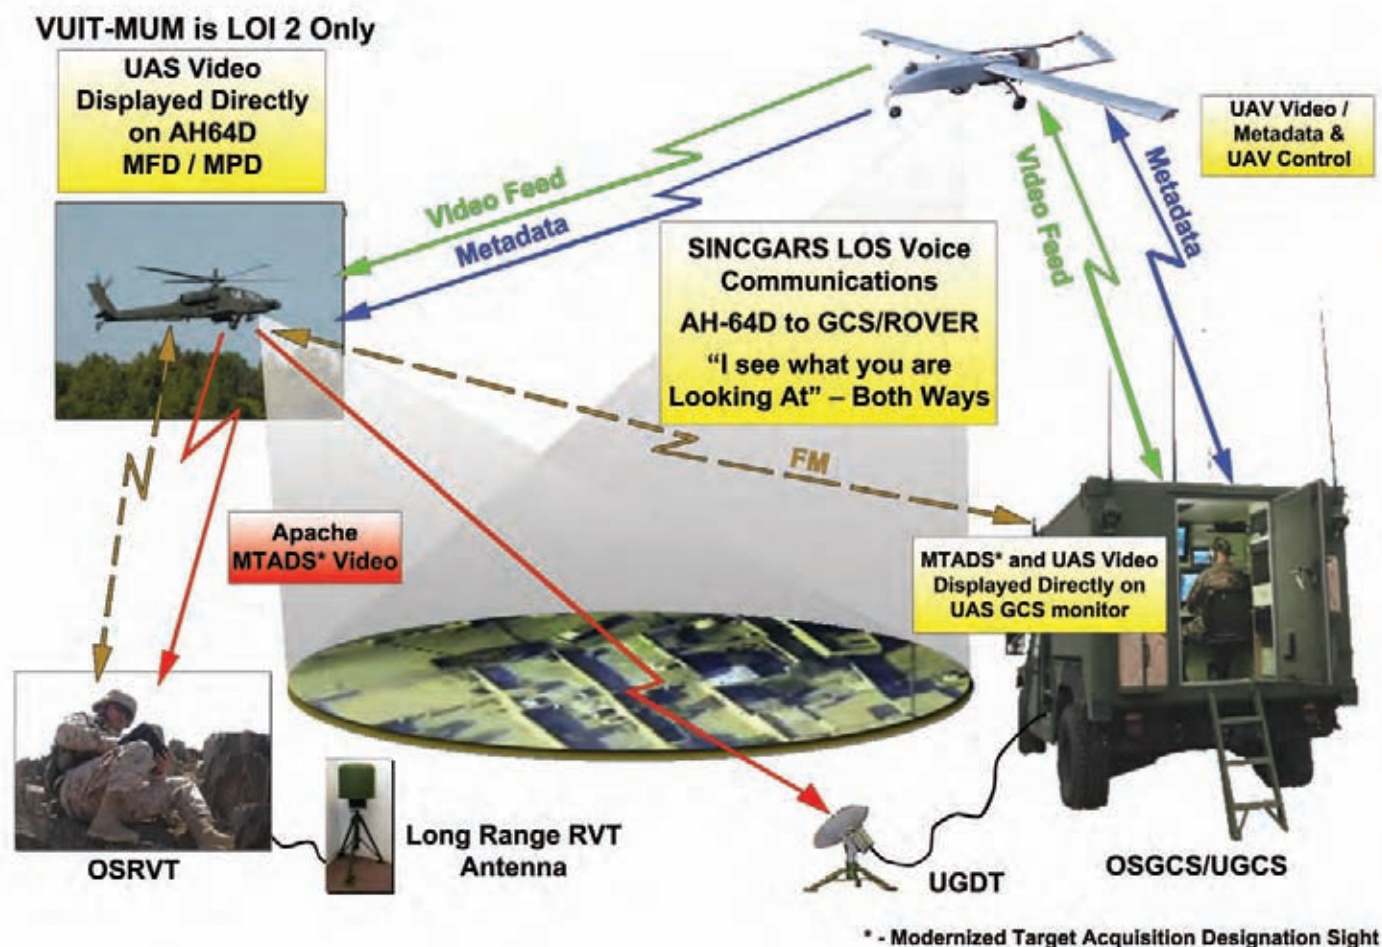 VUIT-MUM is LOI 2 Only
UAS Video
Displayed Directly
on AH64D
MFD / MPD
UAV Video /
Metadata &
UAV Control
Video Feed
Metadata
Video Feed
Metadata
SINCGARS LOS Voice
Communications
AH-64D to GCS/ROVER
“I see what you are
Looking At” – Both Ways
FM
Apache
MTADS* Video
MTADS* and UAS Video
Displayed Directly on
UAS GCS monitor
Long Range RVT
Antenna
OSRVT
UGDT
OSGCS/UGCS
* - Modernized Target Acquisition Designation Sight